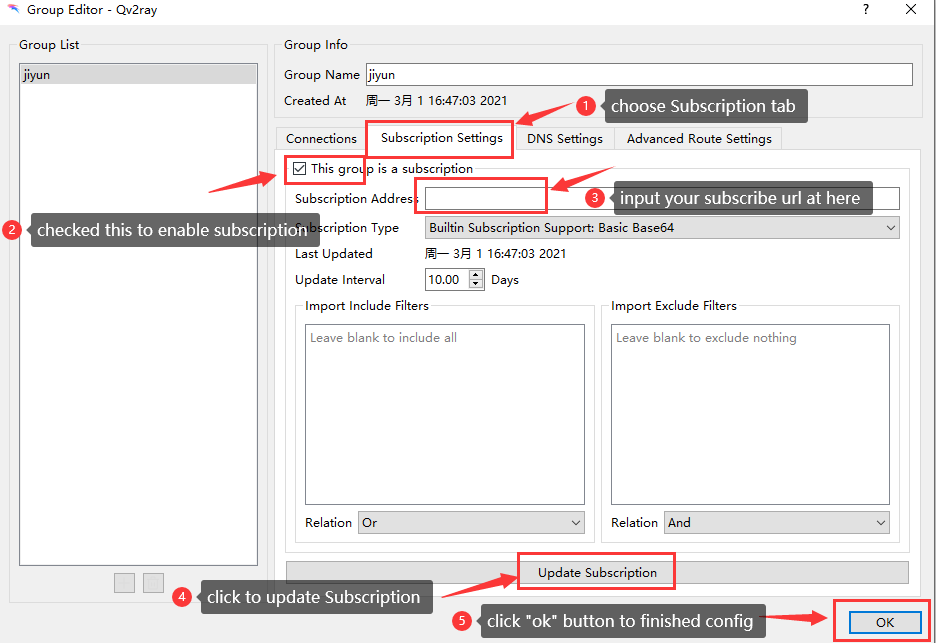 Group Editor - Qv2ray
?
Group List
jiyun
Group Info
Group Name jiyun
Created At 周一 3月 1 16:47:03 2021
1 choose Subscription tab
Connections Subscription Settings DNS Settings Advanced Route Settings
This group is a subscription
Subscription Address
3 input your subscribe url at here
2 checked this to enable subscription
Subscription Type Builtin Subscription Support: Basic Base64
Last Updated 周一 3月 1 16:47:03 2021
Update Interval 10.00 Days
Import Include Filters
Leave blank to include all
Relation Or
Import Exclude Filters
Leave blank to exclude nothing
Relation And
Update Subscription
4 click to update Subscription
5 click "ok" button to finished config
OK